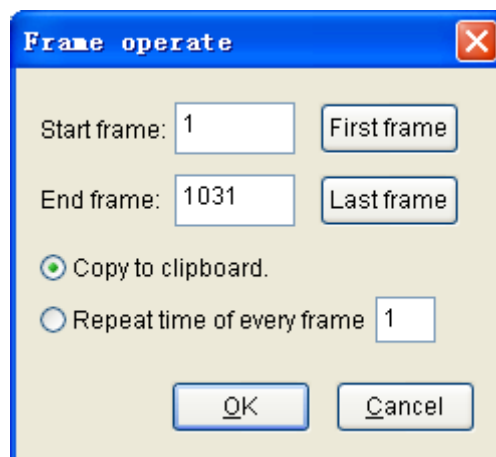 Frame operate
Start frame: 1 First frame
End frame: 1031 Last frame
Copy to clipboard.
Repeat time of every frame 1
OK Cancel